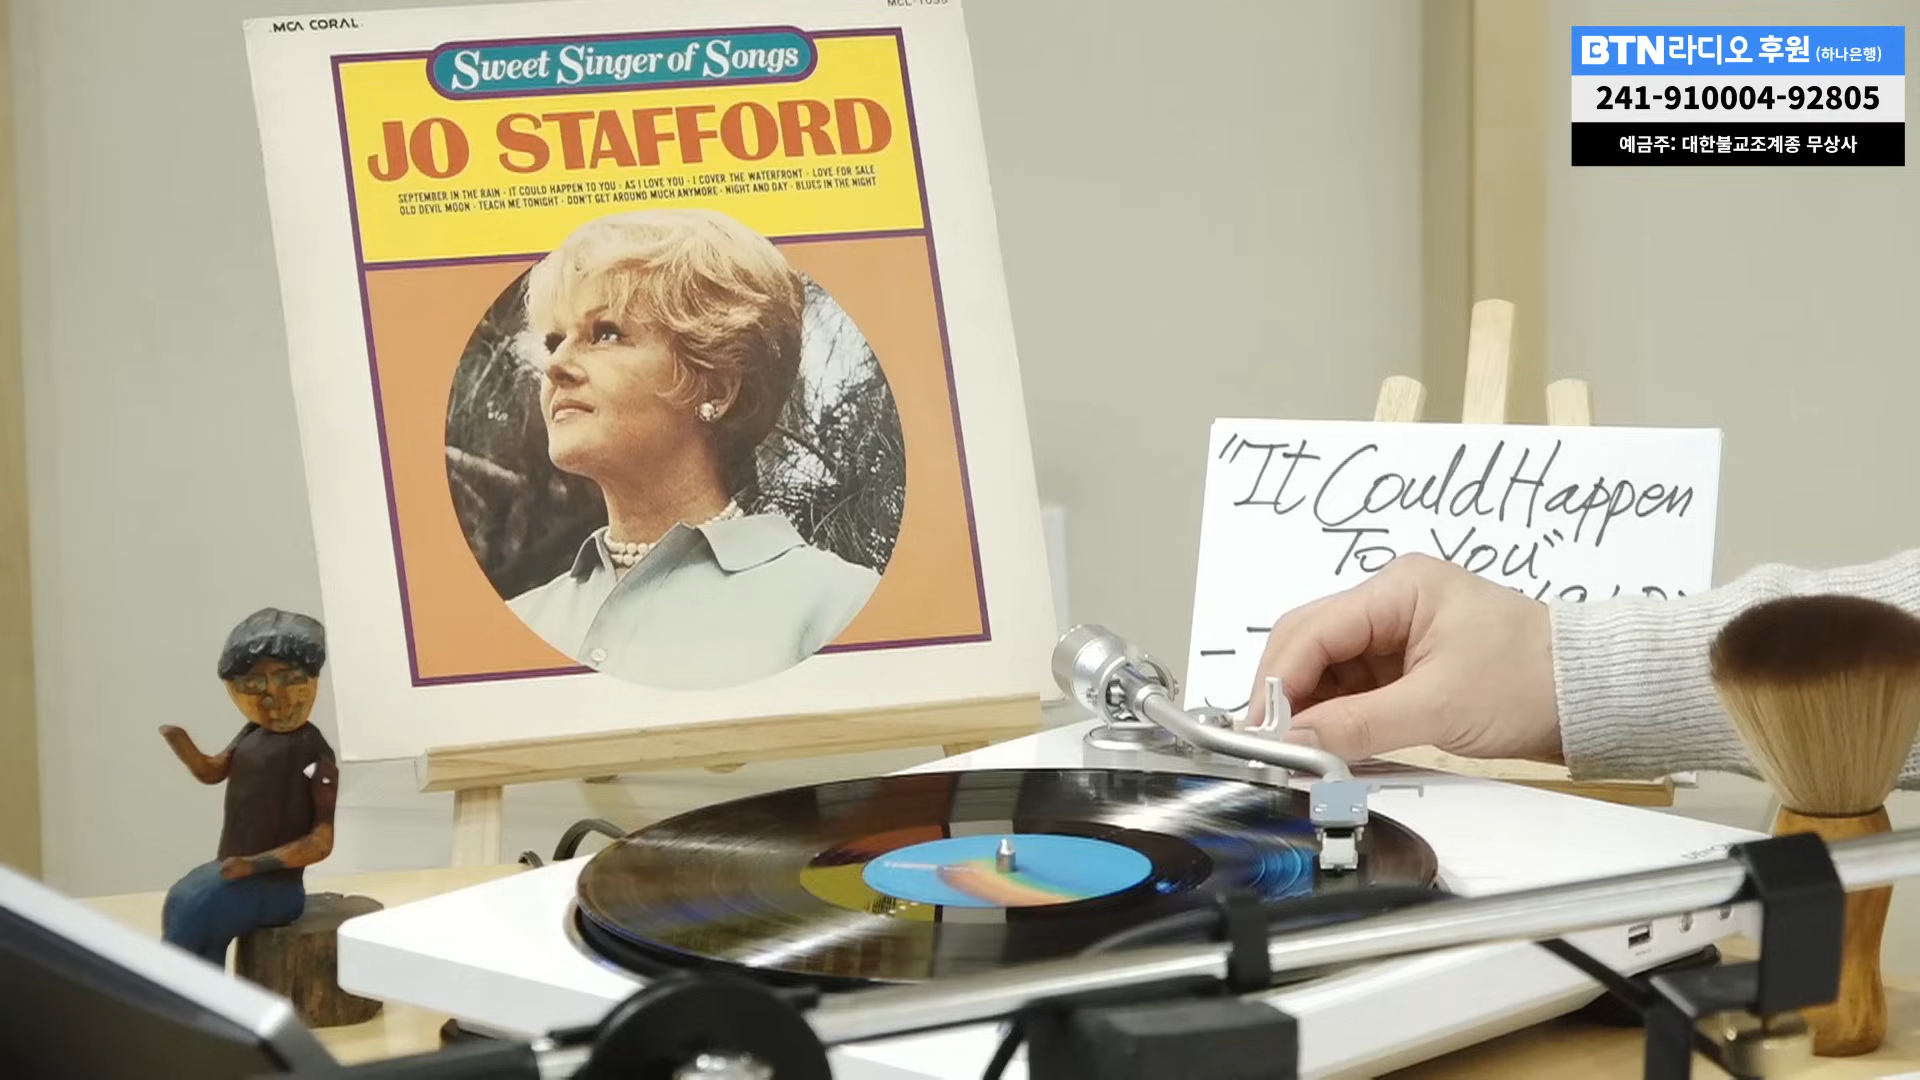 MCA CORAL
Sweet Singer of Songs
JO STAFFORD
SEPTEMBER IN THE RAIN · IT COULD HAPPEN TO YOU · AS I LOVE YOU · I COVER THE WATERFRONT · LOVE FOR SALE
OLD DEVIL MOON · TEACH ME TONIGHT · DON'T GET AROUND MUCH ANYMORE · NIGHT AND DAY · BLUES IN THE NIGHT
BTN라디오 후원 (하나은행)
241-910004-92805
예금주: 대한불교조계종 무상사
"It Could Happen
To You"